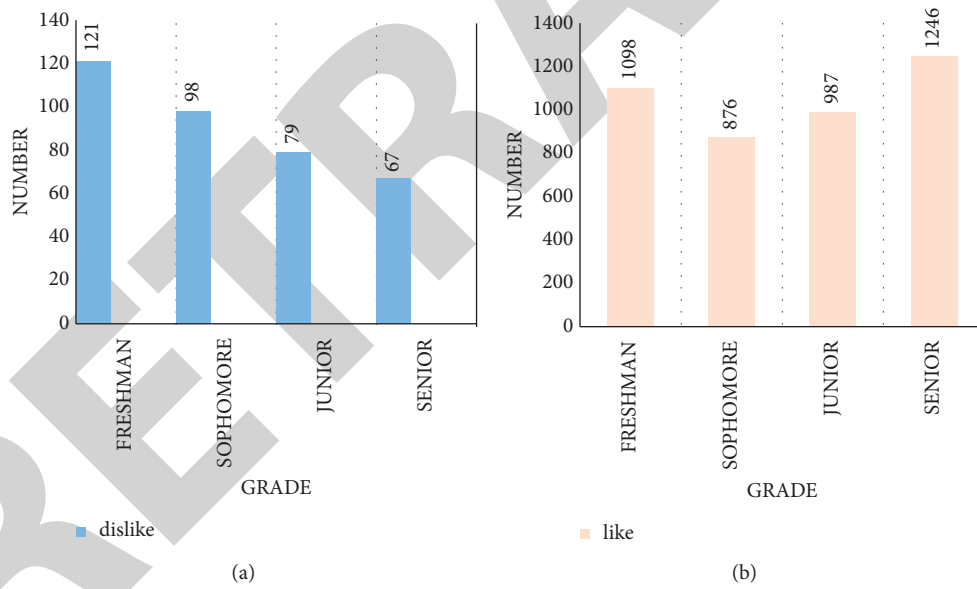 140
120
100
80
60
40
20
0
NUMBER
121
98
79
67
FRESHMAN
SOPHOMORE
JUNIOR
SENIOR
GRADE
dislike
(a)
1400
1200
1000
800
600
400
200
0
NUMBER
1098
876
987
1246
FRESHMAN
SOPHOMORE
JUNIOR
SENIOR
GRADE
like
(b)
RETRA